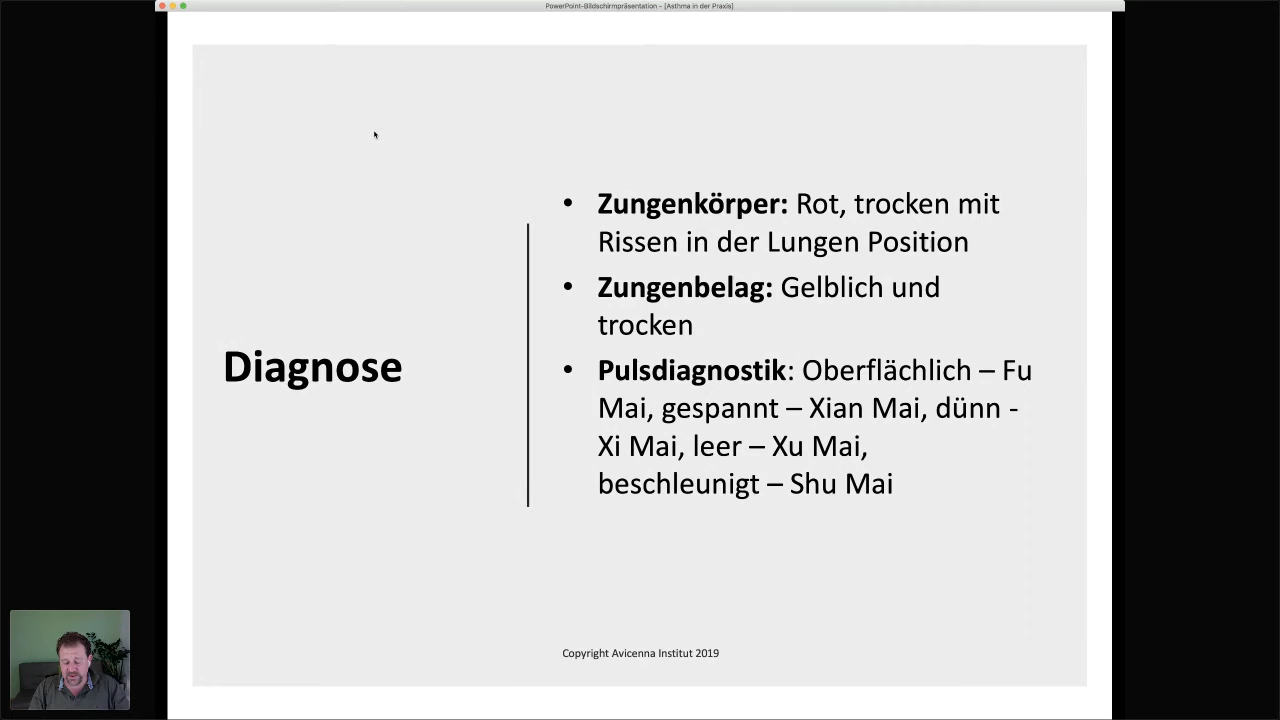 PowerPoint-Bildschirmpräsentation - [Asthma in der Praxis]
Diagnose
• Zungenkörper: Rot, trocken mit
Rissen in der Lungen Position
• Zungenbelag: Gelblich und
trocken
• Pulsdiagnostik: Oberflächlich – Fu
Mai, gespannt – Xian Mai, dünn -
Xi Mai, leer – Xu Mai,
beschleunigt – Shu Mai
Copyright Avicenna Institut 2019